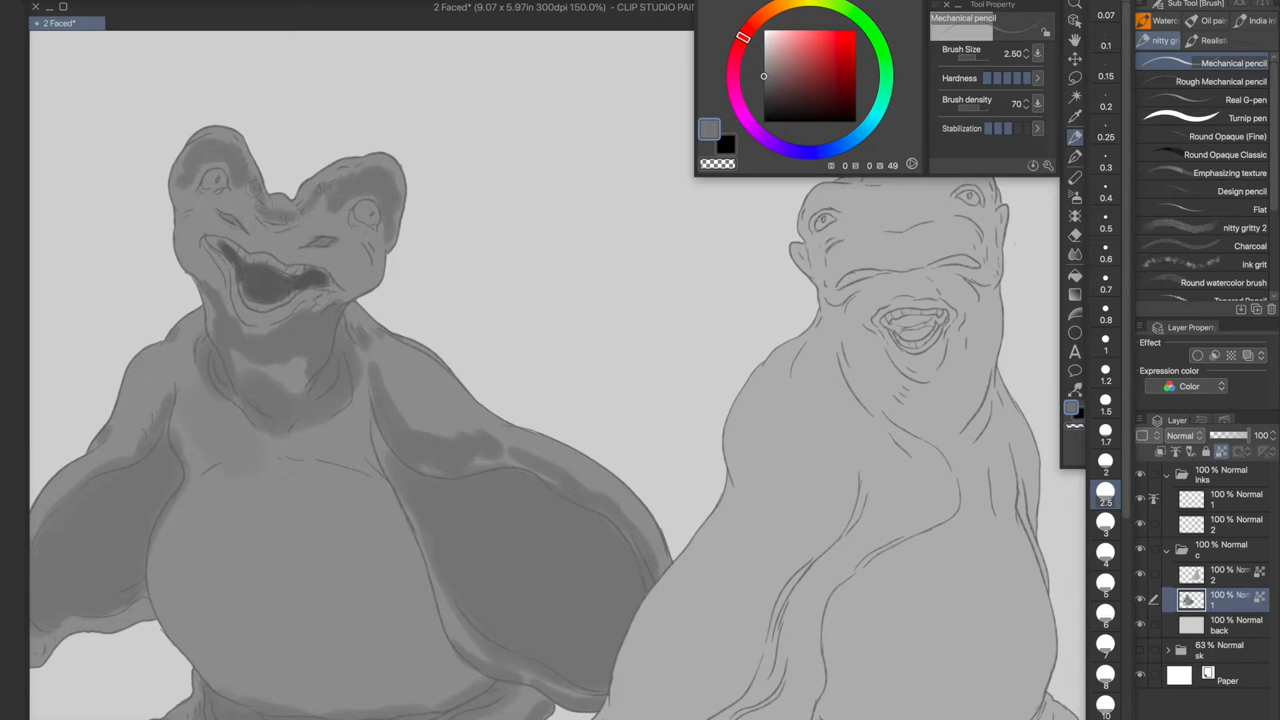 2 Faced* (9.07 x 5.97in 300dpi 150.0%) - CLIP STUDIO PAIN
2 Faced*
Tool Property
Mechanical pencil
Brush Size 2.50
Hardness
Brush density 70
Stabilization
0 0 49
0.07
0.1
0.15
0.2
0.25
0.3
0.4
0.5
0.6
0.7
0.8
1
1.2
1.5
1.7
2
2.5
3
4
5
6
7
8
10
Sub Tool [Brush]
Waterc
Oil pain
India in
nitty gri
Realist
Mechanical pencil
Rough Mechanical pencil
Real G-pen
Turnip pen
Round Opaque (Fine)
Round Opaque Classic
Emphasizing texture
Design pencil
Flat
nitty gritty 2
Charcoal
ink grit
Round watercolor brush
Layer Propert
Effect
Expression color
Color
Layer
Normal 100
100 % Normal
inks
100 % Normal
1
100 % Normal
2
100 % Normal
c
100 % Norm
2
100 % Norm
1
100 % Normal
back
63 % Normal
sk
Paper